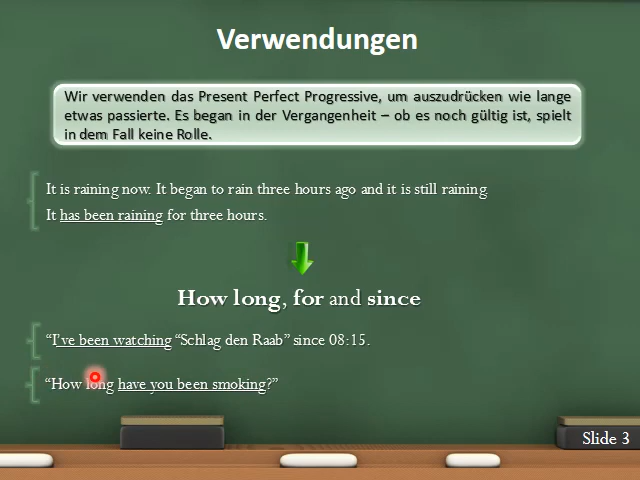 Verwendungen
Wir verwenden das Present Perfect Progressive, um auszudrücken wie lange
etwas passierte. Es began in der Vergangenheit – ob es noch gültig ist, spielt
in dem Fall keine Rolle.
It is raining now. It began to rain three hours ago and it is still raining.
It has been raining for three hours.
How long, for and since
“I’ve been watching “Schlag den Raab” since 08:15.
“How long have you been smoking?”
Slide 3